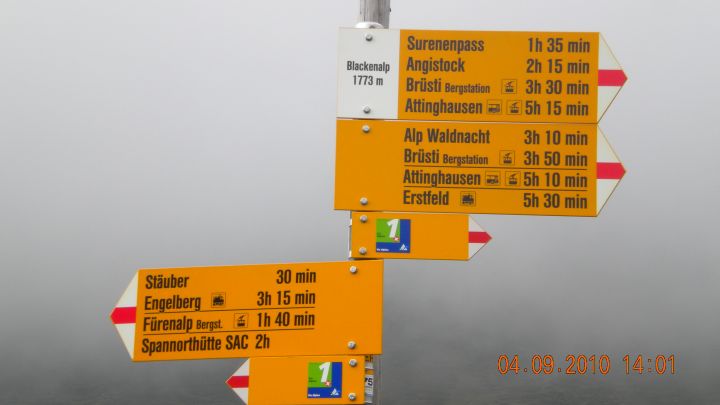 Blackenalp
1773 m
Surenenpass 1h 35 min
Angistock 2h 15 min
Brüsti Bergstation 3h 30 min
Attinghausen 5h 15 min
Alp Waldnacht 3h 10 min
Brüsti Bergstation 3h 50 min
Attinghausen 5h 10 min
Erstfeld 5h 30 min
1
Stäuber 30 min
Engelberg 3h 15 min
Fürenalp Bergst. 1h 40 min
Spannorthütte SAC 2h
1
04.09.2010 14:01